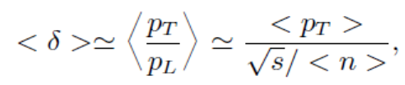 < δ > ≃ ⟨ p_T / p_L ⟩ ≃ < p_T > / (√s / < n >),